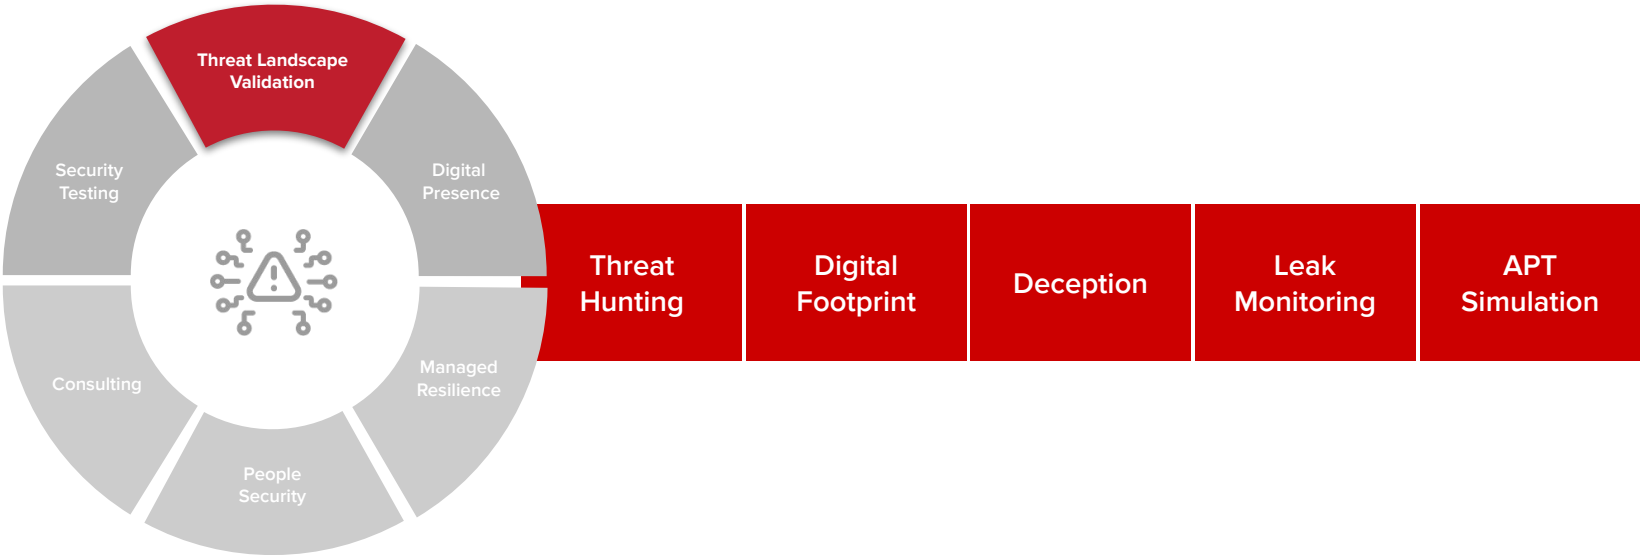 Threat Landscape
Validation
Security
Testing
Digital
Presence
Consulting
Managed
Resilience
People
Security
Threat
Hunting
Digital
Footprint
Deception
Leak
Monitoring
APT
Simulation